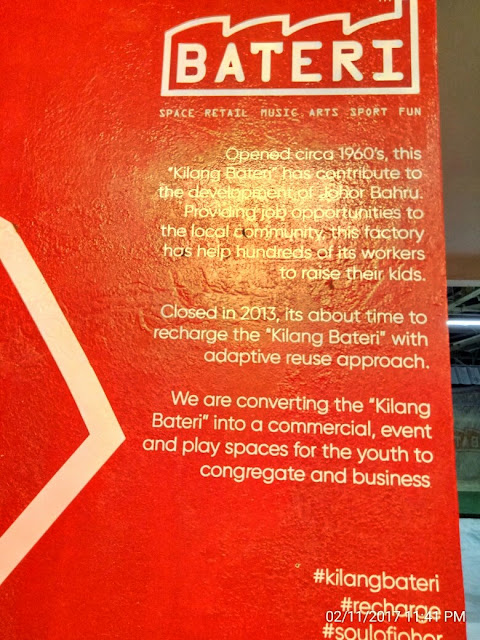 BATERI
SPACE RETAIL MUSIC ARTS SPORT FUN
Opened circa 1960's, this
"Kilang Bateri" has contribute to
the development of Johor Bahru.
Providing job opportunities to
the local community, this factory
has help hundreds of its workers
to raise their kids.
Closed in 2013, its about time to
recharge the "Kilang Bateri" with
adaptive reuse approach.
We are converting the "Kilang
Bateri" into a commercial, event
and play spaces for the youth to
congregate and business
#kilangbateri
02/11/2017 11:41 PM
#recharge
#soulofjohor